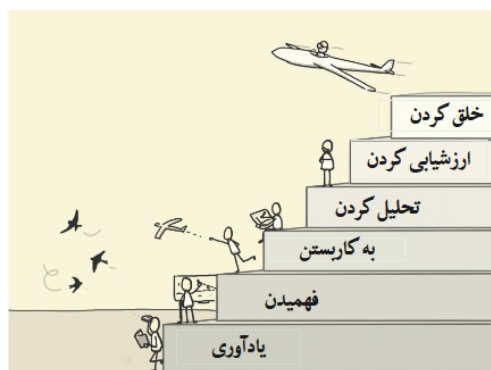 خلق کردن
ارزشیابی کردن
تحلیل کردن
به کاربستن
فهمیدن
یادآوری